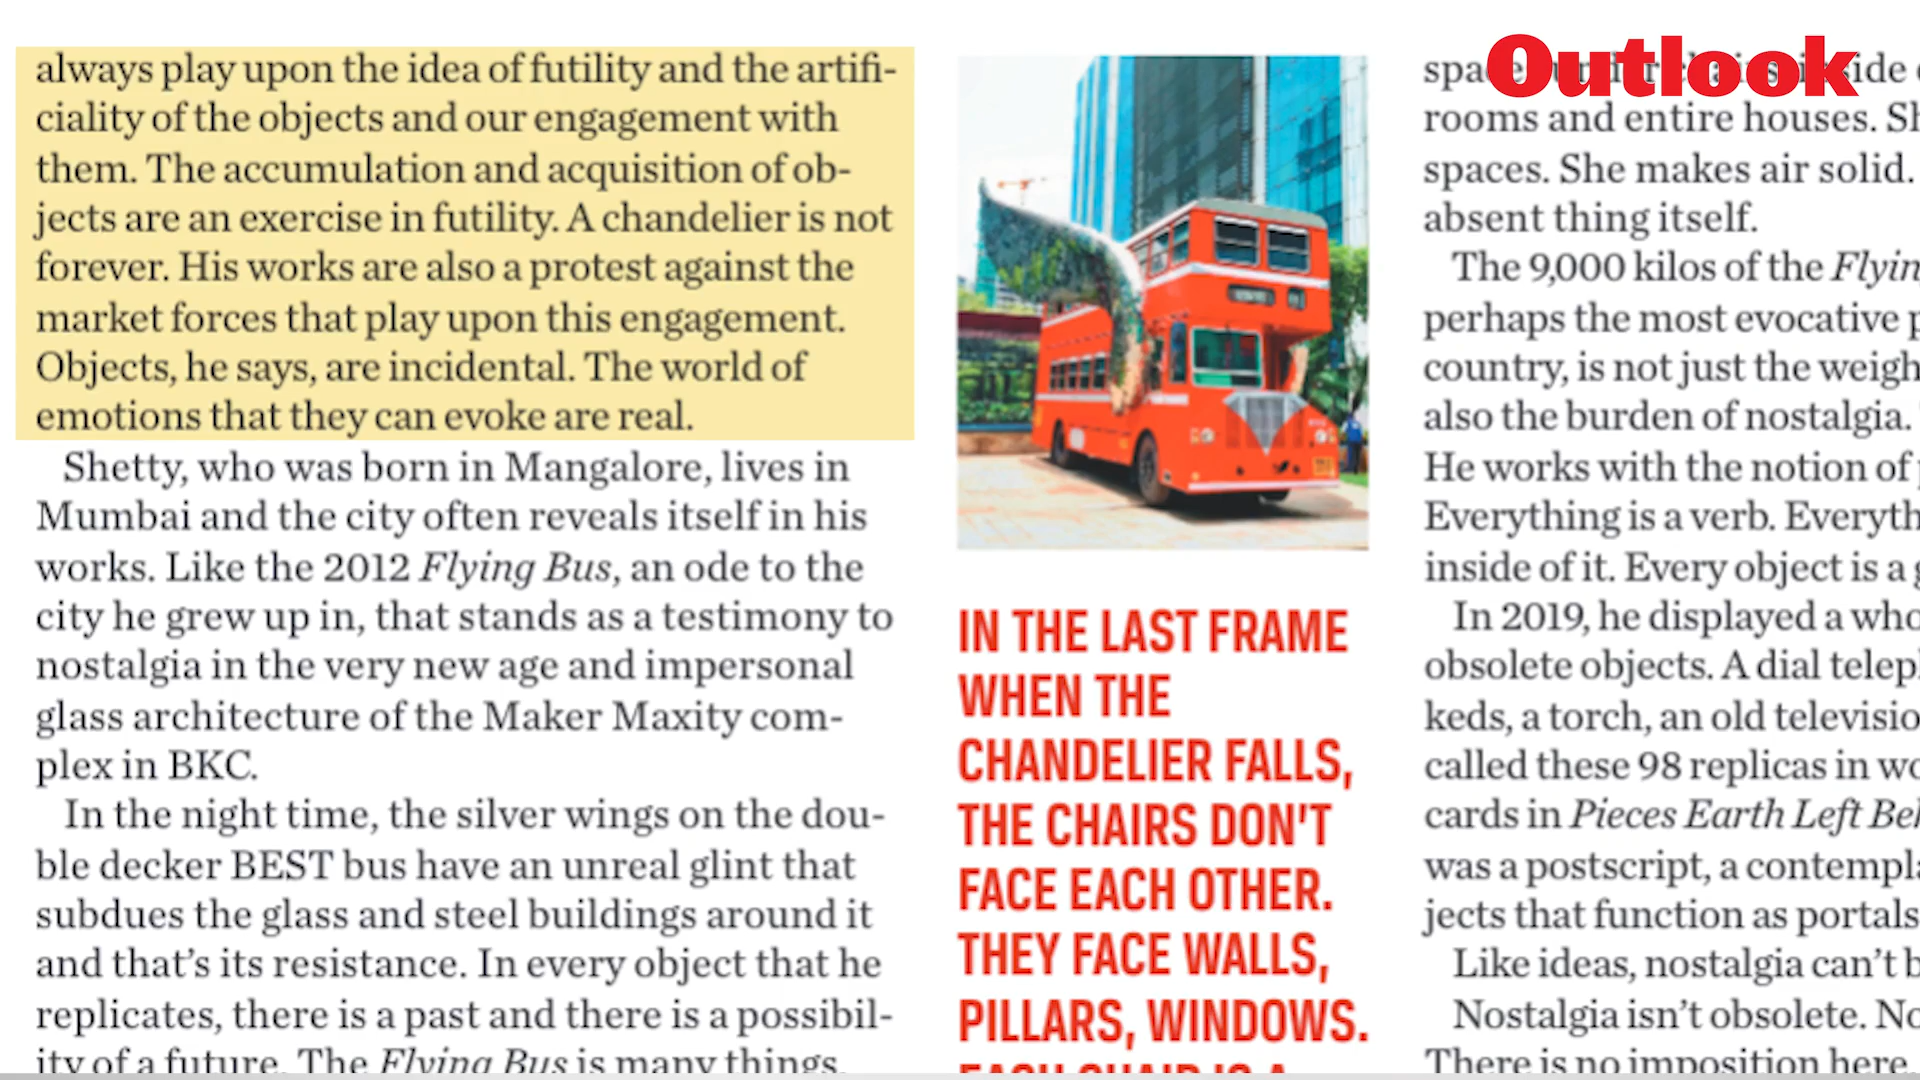 always play upon the idea of futility and the artifi-
ciality of the objects and our engagement with
them. The accumulation and acquisition of ob-
jects are an exercise in futility. A chandelier is not
forever. His works are also a protest against the
market forces that play upon this engagement.
Objects, he says, are incidental. The world of
emotions that they can evoke are real.
Shetty, who was born in Mangalore, lives in
Mumbai and the city often reveals itself in his
works. Like the 2012 Flying Bus, an ode to the
city he grew up in, that stands as a testimony to
nostalgia in the very new age and impersonal
glass architecture of the Maker Maxity com-
plex in BKC.
In the night time, the silver wings on the dou-
ble decker BEST bus have an unreal glint that
subdues the glass and steel buildings around it
and that's its resistance. In every object that he
replicates, there is a past and there is a possibil-
ity of a future. The Flying Bus is many things.
IN THE LAST FRAME
WHEN THE
CHANDELIER FALLS,
THE CHAIRS DON'T
FACE EACH OTHER.
THEY FACE WALLS,
PILLARS, WINDOWS.
EACH CHAIR IS A
Outlook
rooms and entire houses.
spaces. She makes air solid.
absent thing itself.
The 9,000 kilos of the
perhaps the most evocative
country, is not just the
also the burden of nostalgia.
He works with the notion of
Everything is a verb.
inside of it. Every object is a
In 2019, he displayed a
obsolete objects. A dial
keds, a torch, an old
called these 98 replicas in
cards in Pieces Earth Left
was a postscript, a
jects that function as portals
Like ideas, nostalgia can't
Nostalgia isn't obsolete.
There is no imposition here.